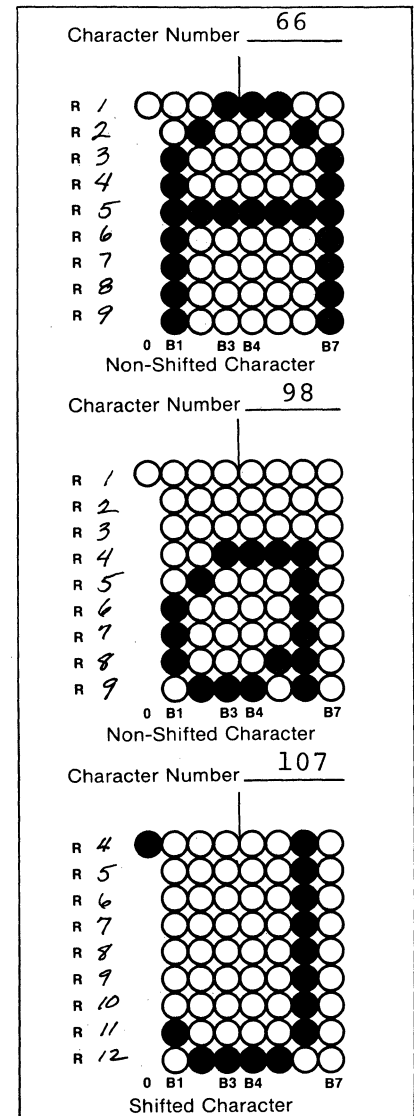 Character Number 66
R 1
R 2
R 3
R 4
R 5
R 6
R 7
R 8
R 9
0 B1 B3 B4 B7
Non-Shifted Character
Character Number 98
R 1
R 2
R 3
R 4
R 5
R 6
R 7
R 8
R 9
0 B1 B3 B4 B7
Non-Shifted Character
Character Number 107
R 4
R 5
R 6
R 7
R 8
R 9
R 10
R 11
R 12
0 B1 B3 B4 B7
Shifted Character